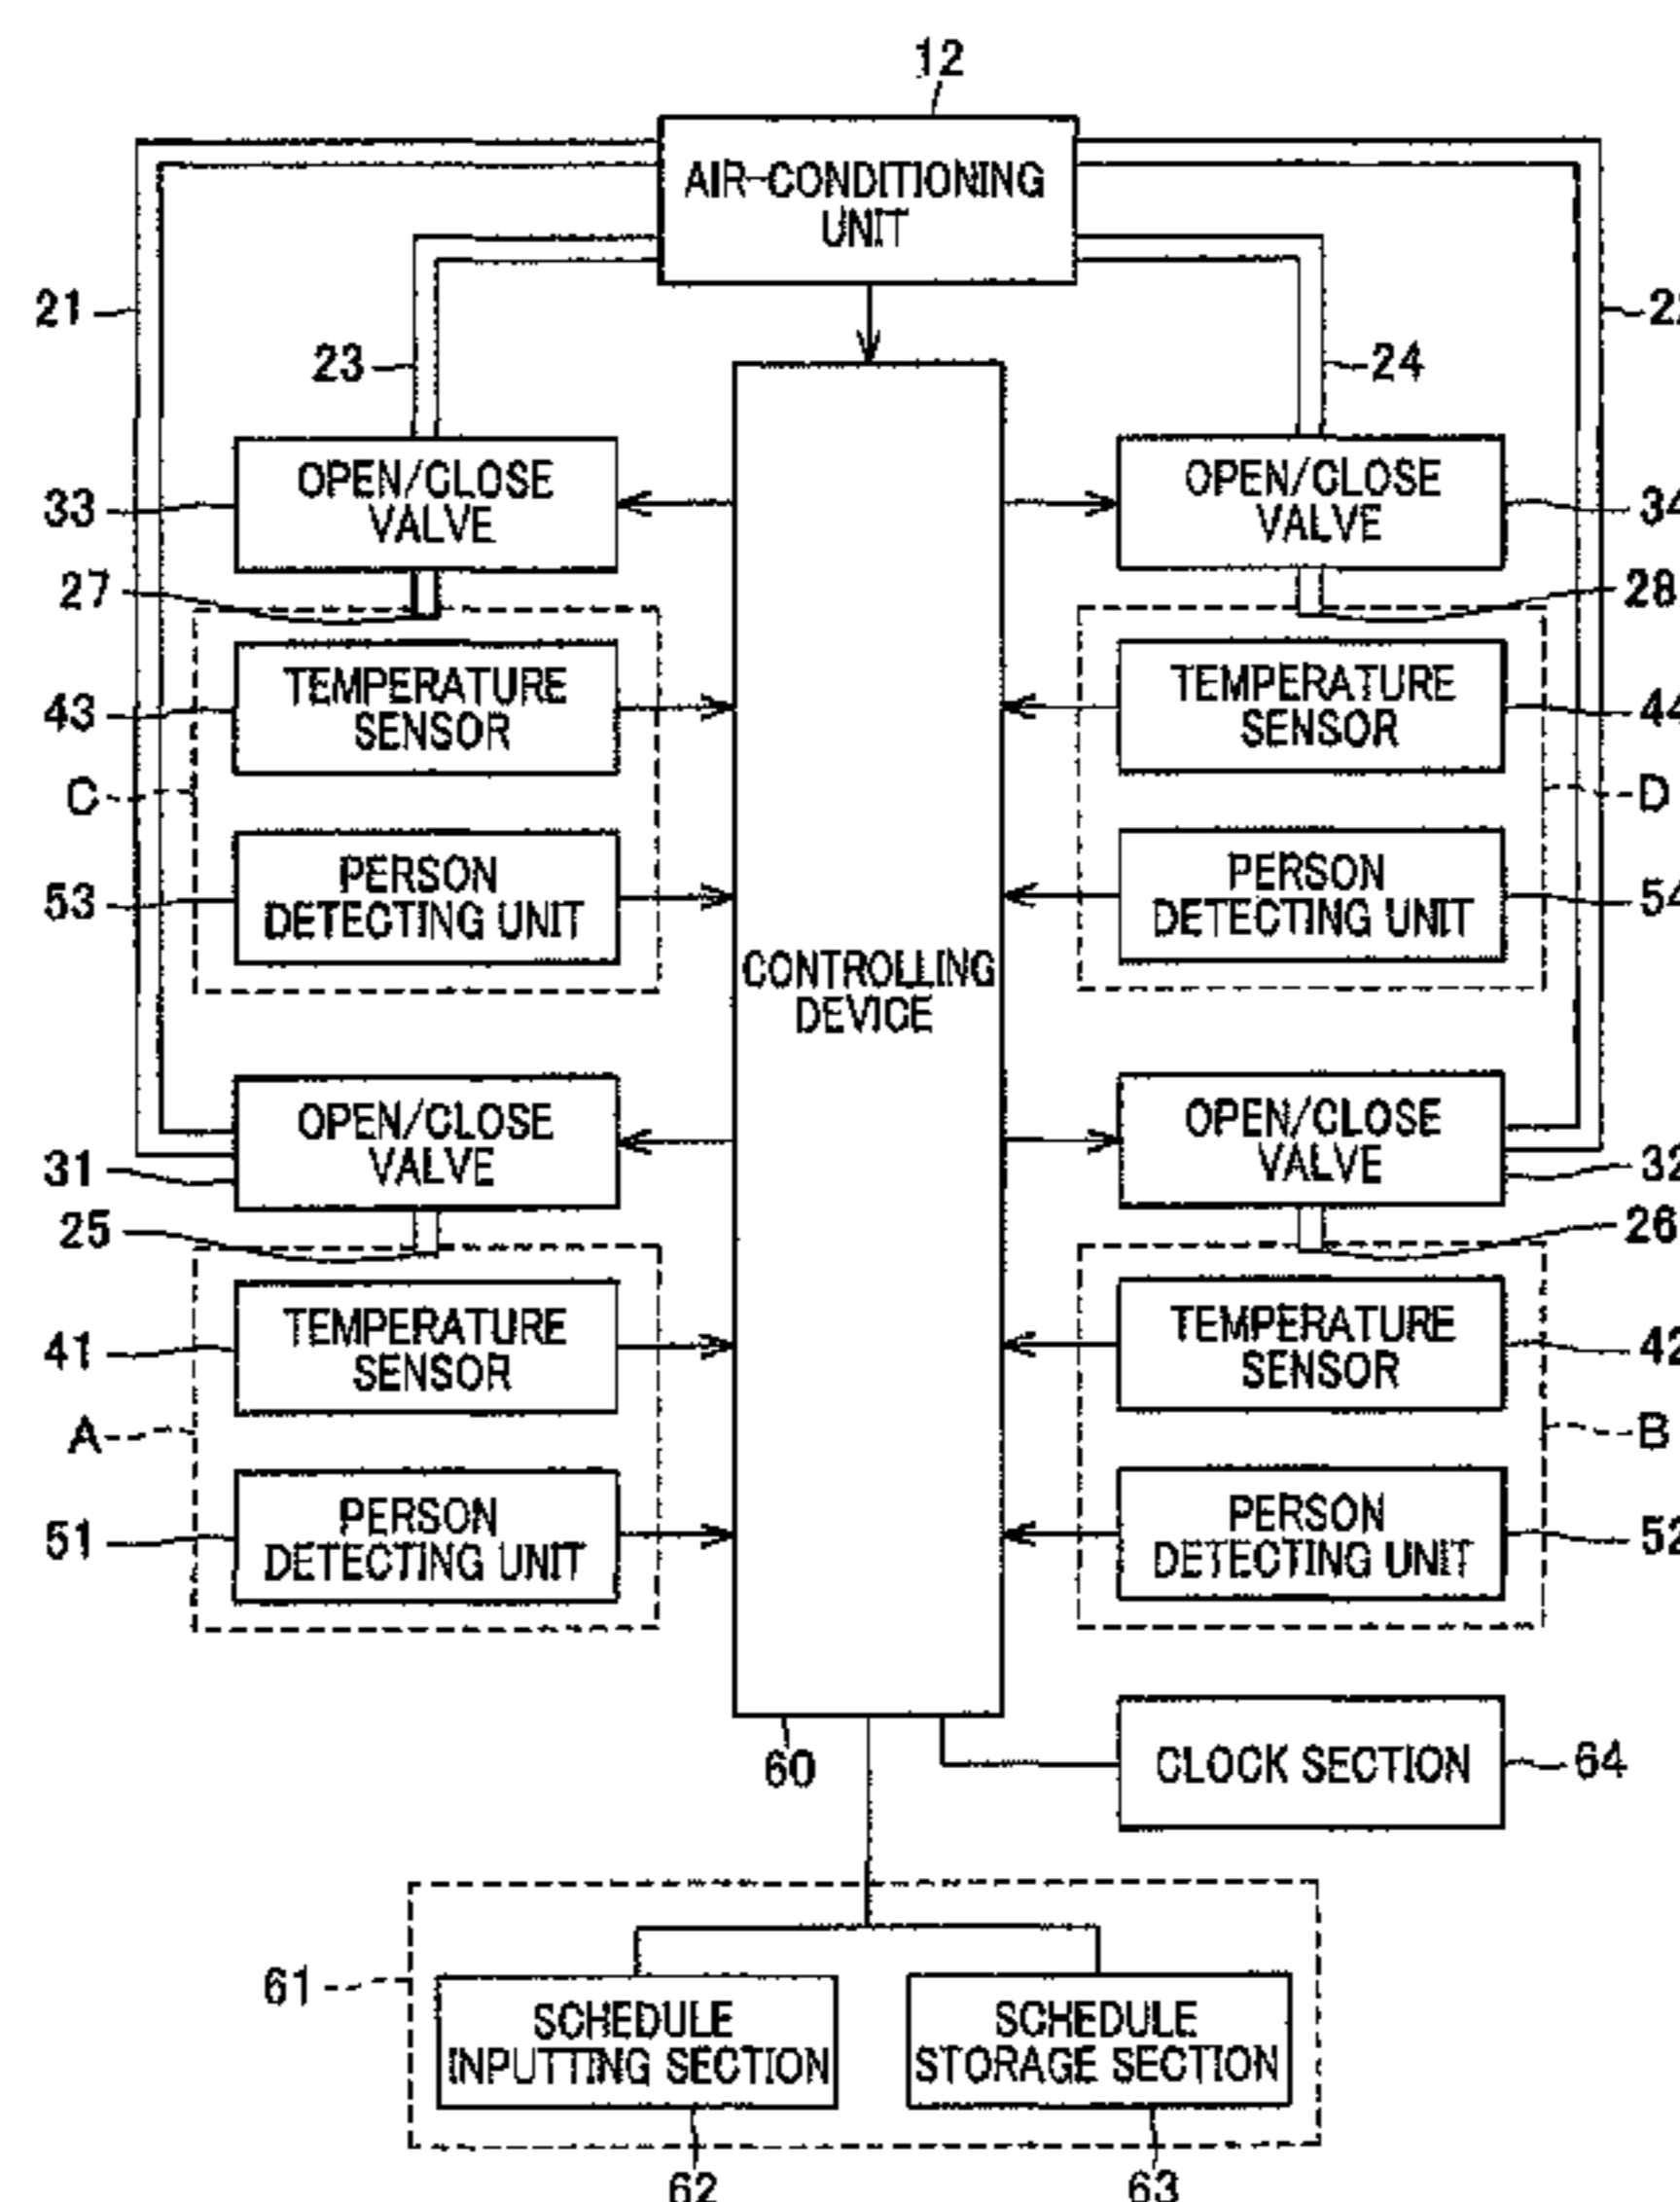 12
AIR-CONDITIONING
UNIT
21
23
24
OPEN/CLOSE
VALVE
OPEN/CLOSE
VALVE
33
34
27
28
TEMPERATURE
SENSOR
TEMPERATURE
SENSOR
43
44
C
D
PERSON
DETECTING UNIT
PERSON
DETECTING UNIT
53
54
CONTROLLING
DEVICE
OPEN/CLOSE
VALVE
OPEN/CLOSE
VALVE
31
32
25
26
TEMPERATURE
SENSOR
TEMPERATURE
SENSOR
41
42
A
B
PERSON
DETECTING UNIT
PERSON
DETECTING UNIT
51
52
60
CLOCK SECTION
64
61
SCHEDULE
INPUTTING SECTION
SCHEDULE
STORAGE SECTION
62
63